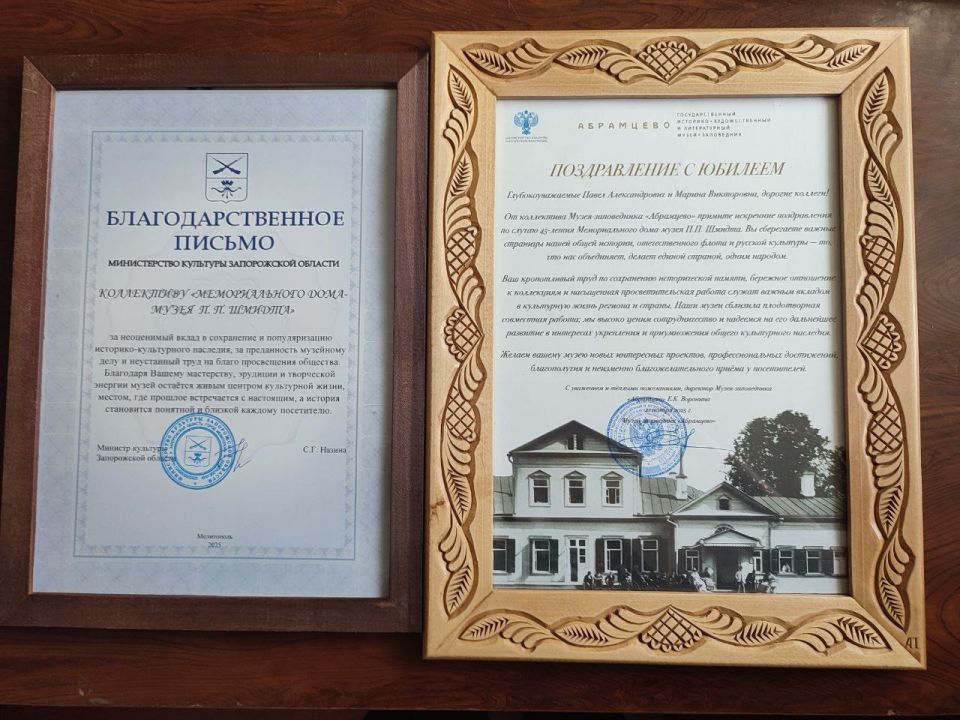 БЛАГОДАРСТВЕННОЕ
ПИСЬМО
МИНИСТЕРСТВО КУЛЬТУРЫ ЗАПОРОЖСКОЙ ОБЛАСТИ
КОЛЛЕКТИВУ «МЕМОРИАЛЬНОГО ДОМА-
МУЗЕЯ П. П. ШМИДТА»
за неоценимый вклад в сохранение и популяризацию
историко-культурного наследия, за преданность музейному
делу и неустанный труд на благо просвещения общества.
Благодаря Вашему мастерству, эрудиции и творческой
энергии музей остаётся живым центром культурной жизни,
местом, где прошлое встречается с настоящим, а история
становится понятной и близкой каждому посетителю.
Министр культуры
Запорожской области
С.Г. Назина
Мелитополь
2025
АБРАМЦЕВО
ГОСУДАРСТВЕННЫЙ
ИСТОРИКО-ХУДОЖЕСТВЕННЫЙ
И ЛИТЕРАТУРНЫЙ
МУЗЕЙ-ЗАПОВЕДНИК
ПОЗДРАВЛЕНИЕ С ЮБИЛЕЕМ
Глубокоуважаемые Павел Александрович и Марина Викторовна, дорогие коллеги!
От коллектива Музея-заповедника «Абрамцево» примите искренние поздравления
по случаю 45-летия Мемориального дома музея П.П. Шмидта. Вы сберегаете важные
страницы нашей общей истории, отечественного флота и русской культуры — то,
что нас объединяет, делает единой страной, одним народом.
Ваш кропотливый труд по сохранению исторической памяти, бережное отношение
к коллекциям и насыщенная просветительская работа служат важным вкладом
в культурную жизнь региона и страны. Наши музеи сблизила плодотворная
совместная работа; мы высоко ценим сотрудничество и надеемся на его дальнейшее
развитие в интересах укрепления и приумножения общего культурного наследия.
Желаем вашему музею новых интересных проектов, профессиональных достижений,
благополучия и неизменно благожелательного приёма у посетителей.
С уважением и тёплыми пожеланиями, директор Музея-заповедника
«Абрамцево» Е.К. Воронина
2025 г.
Музей-заповедник «Абрамцево»